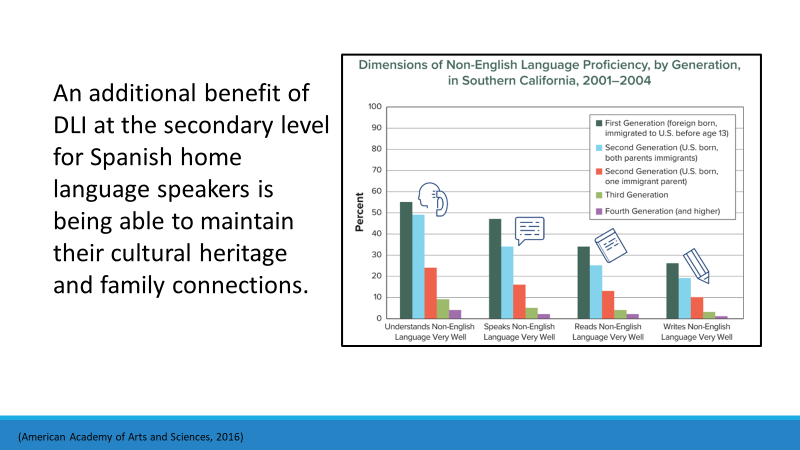 An additional benefit of
DLI at the secondary level
for Spanish home
language speakers is
being able to maintain
their cultural heritage
and family connections.
Dimensions of Non-English Language Proficiency, by Generation,
in Southern California, 2001–2004
Percent
100
90
80
70
60
50
40
30
20
10
0
First Generation (foreign born,
immigrated to U.S. before age 13)
Second Generation (U.S. born,
both parents immigrants)
Second Generation (U.S. born,
one immigrant parent)
Third Generation
Fourth Generation (and higher)
Understands Non-English
Language Very Well
Speaks Non-English
Language Very Well
Reads Non-English
Language Very Well
Writes Non-English
Language Very Well
(American Academy of Arts and Sciences, 2016)